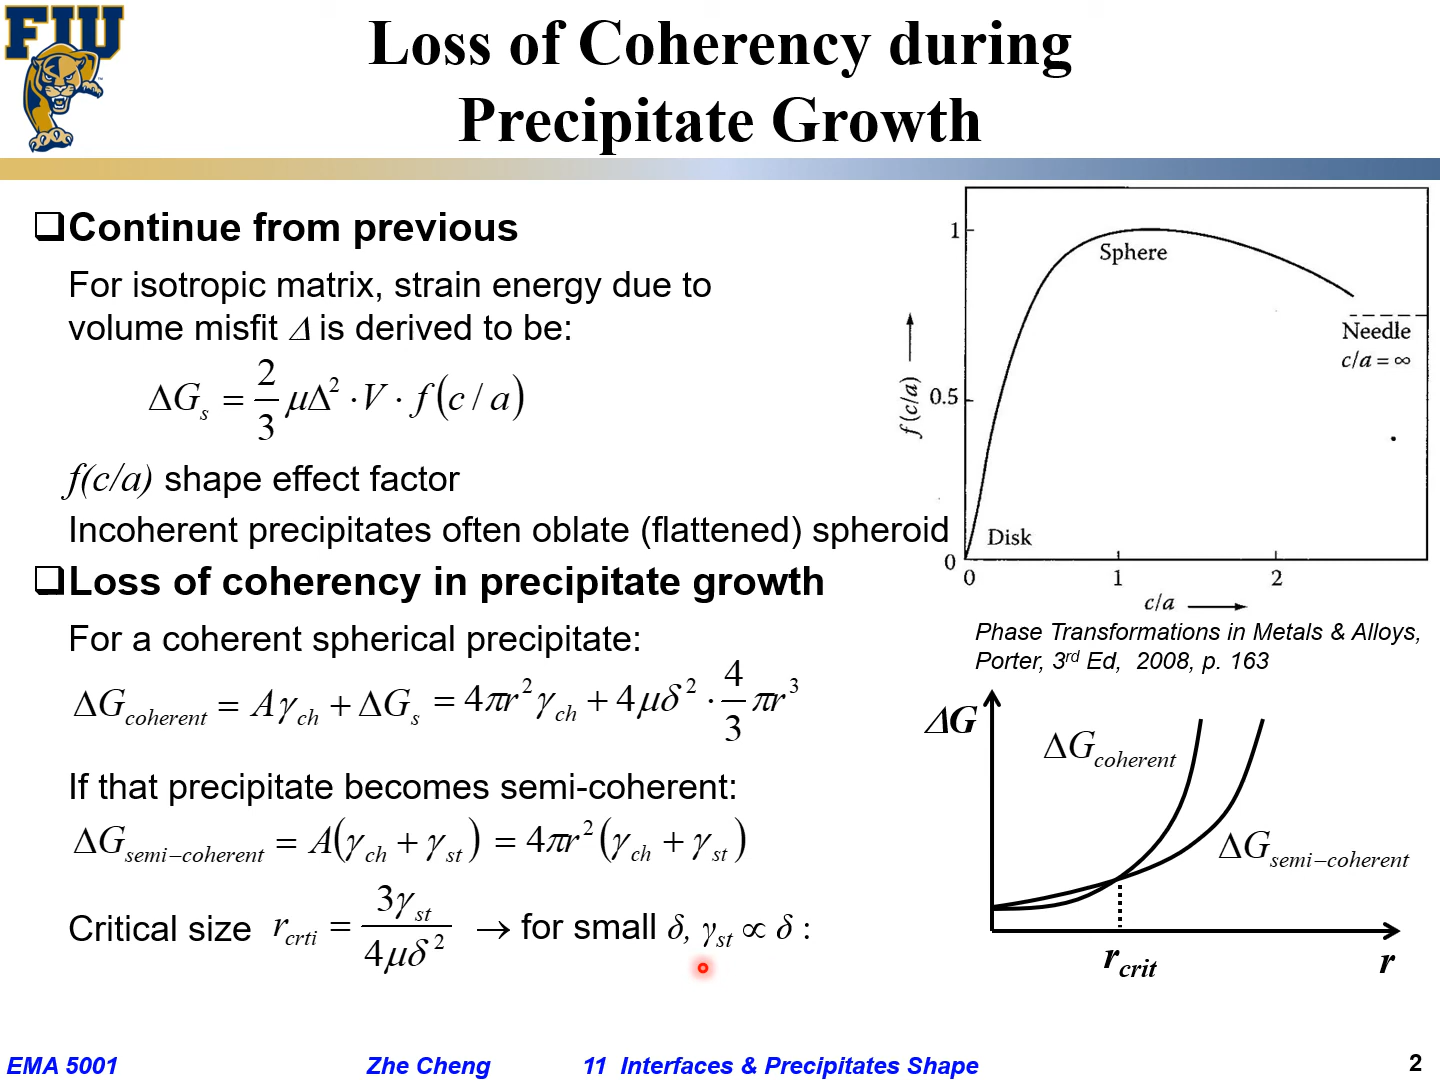 FIU
Loss of Coherency during
Precipitate Growth
❑Continue from previous
For isotropic matrix, strain energy due to
volume misfit Δ is derived to be:
ΔG_s = 2/3 μΔ² · V · f(c / a)
f(c/a) shape effect factor
Incoherent precipitates often oblate (flattened) spheroid
❑Loss of coherency in precipitate growth
For a coherent spherical precipitate:
ΔG_coherent = Aγ_ch + ΔG_s = 4πr²γ_ch + 4μδ² · 4/3 πr³
If that precipitate becomes semi-coherent:
ΔG_semi−coherent = A(γ_ch + γ_st) = 4πr²(γ_ch + γ_st)
Critical size r_crti = 3γ_st / 4μδ² → for small δ, γ_st ∝ δ :
1
Sphere
Needle
c/a = ∞
f(c/a)
0.5
Disk
0
0 1 2
c/a
Phase Transformations in Metals & Alloys,
Porter, 3rd Ed, 2008, p. 163
ΔG
ΔG_coherent
ΔG_semi−coherent
r_crit
r
EMA 5001 Zhe Cheng 11 Interfaces & Precipitates Shape 2